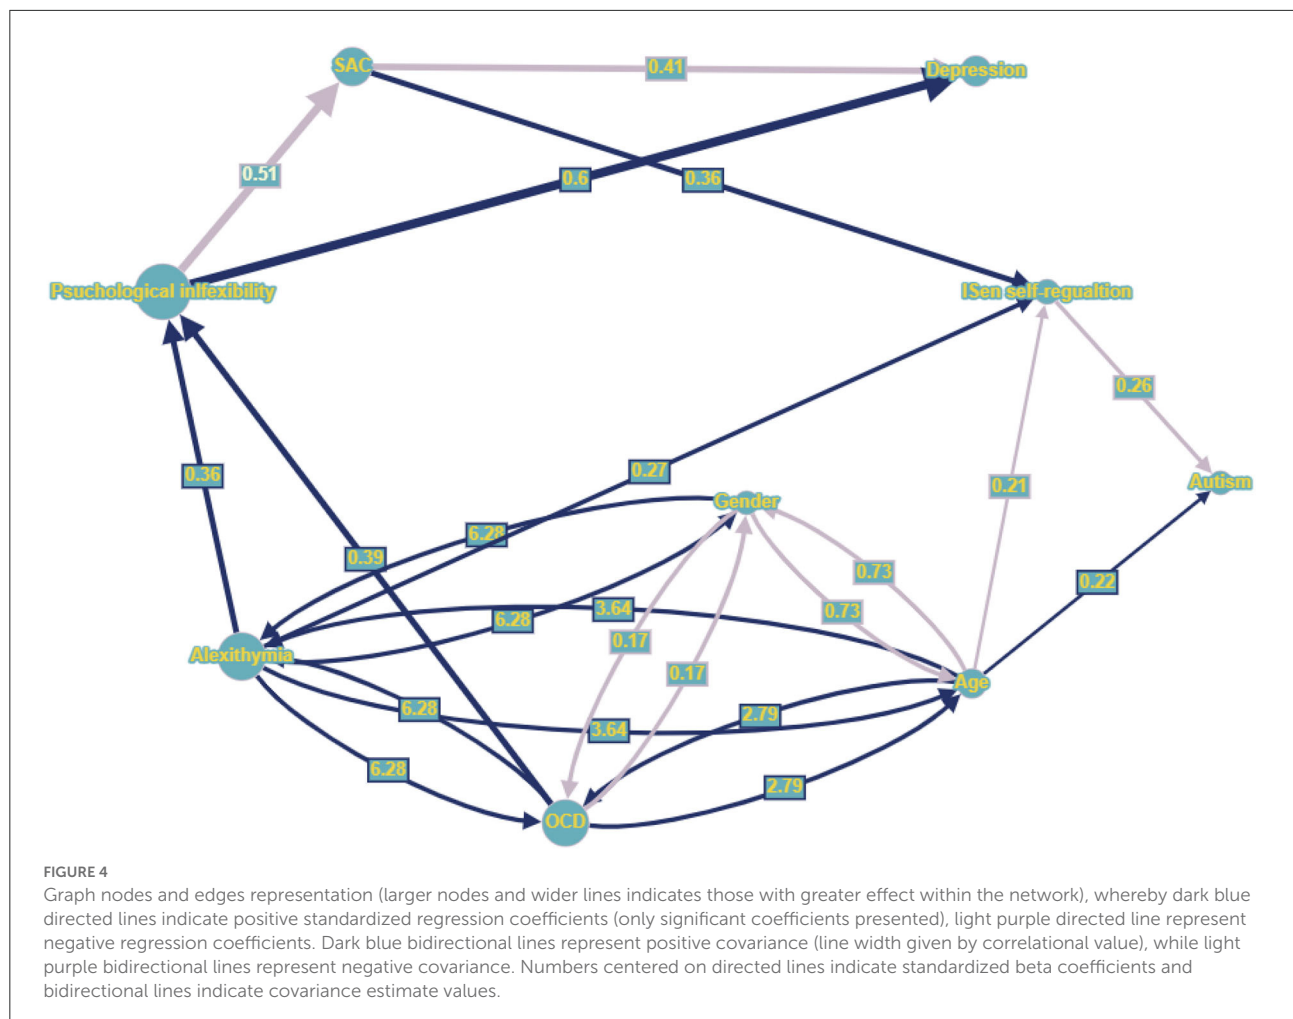 SAC
0.41
Depression
0.51
0.6
0.36
Psuchological inlfexibility
ISen self-regualtion
0.26
0.36
0.27
0.21
Autism
Gender
6.28
0.39
0.73
0.22
3.64
0.73
6.28
0.17
0.17
Alexithymia
Age
6.28
2.79
3.64
6.28
2.79
OCD
FIGURE 4
Graph nodes and edges representation (larger nodes and wider lines indicates those with greater effect within the network), whereby dark blue
directed lines indicate positive standardized regression coefficients (only significant coefficients presented), light purple directed line represent
negative regression coefficients. Dark blue bidirectional lines represent positive covariance (line width given by correlational value), while light
purple bidirectional lines represent negative covariance. Numbers centered on directed lines indicate standardized beta coefficients and
bidirectional lines indicate covariance estimate values.